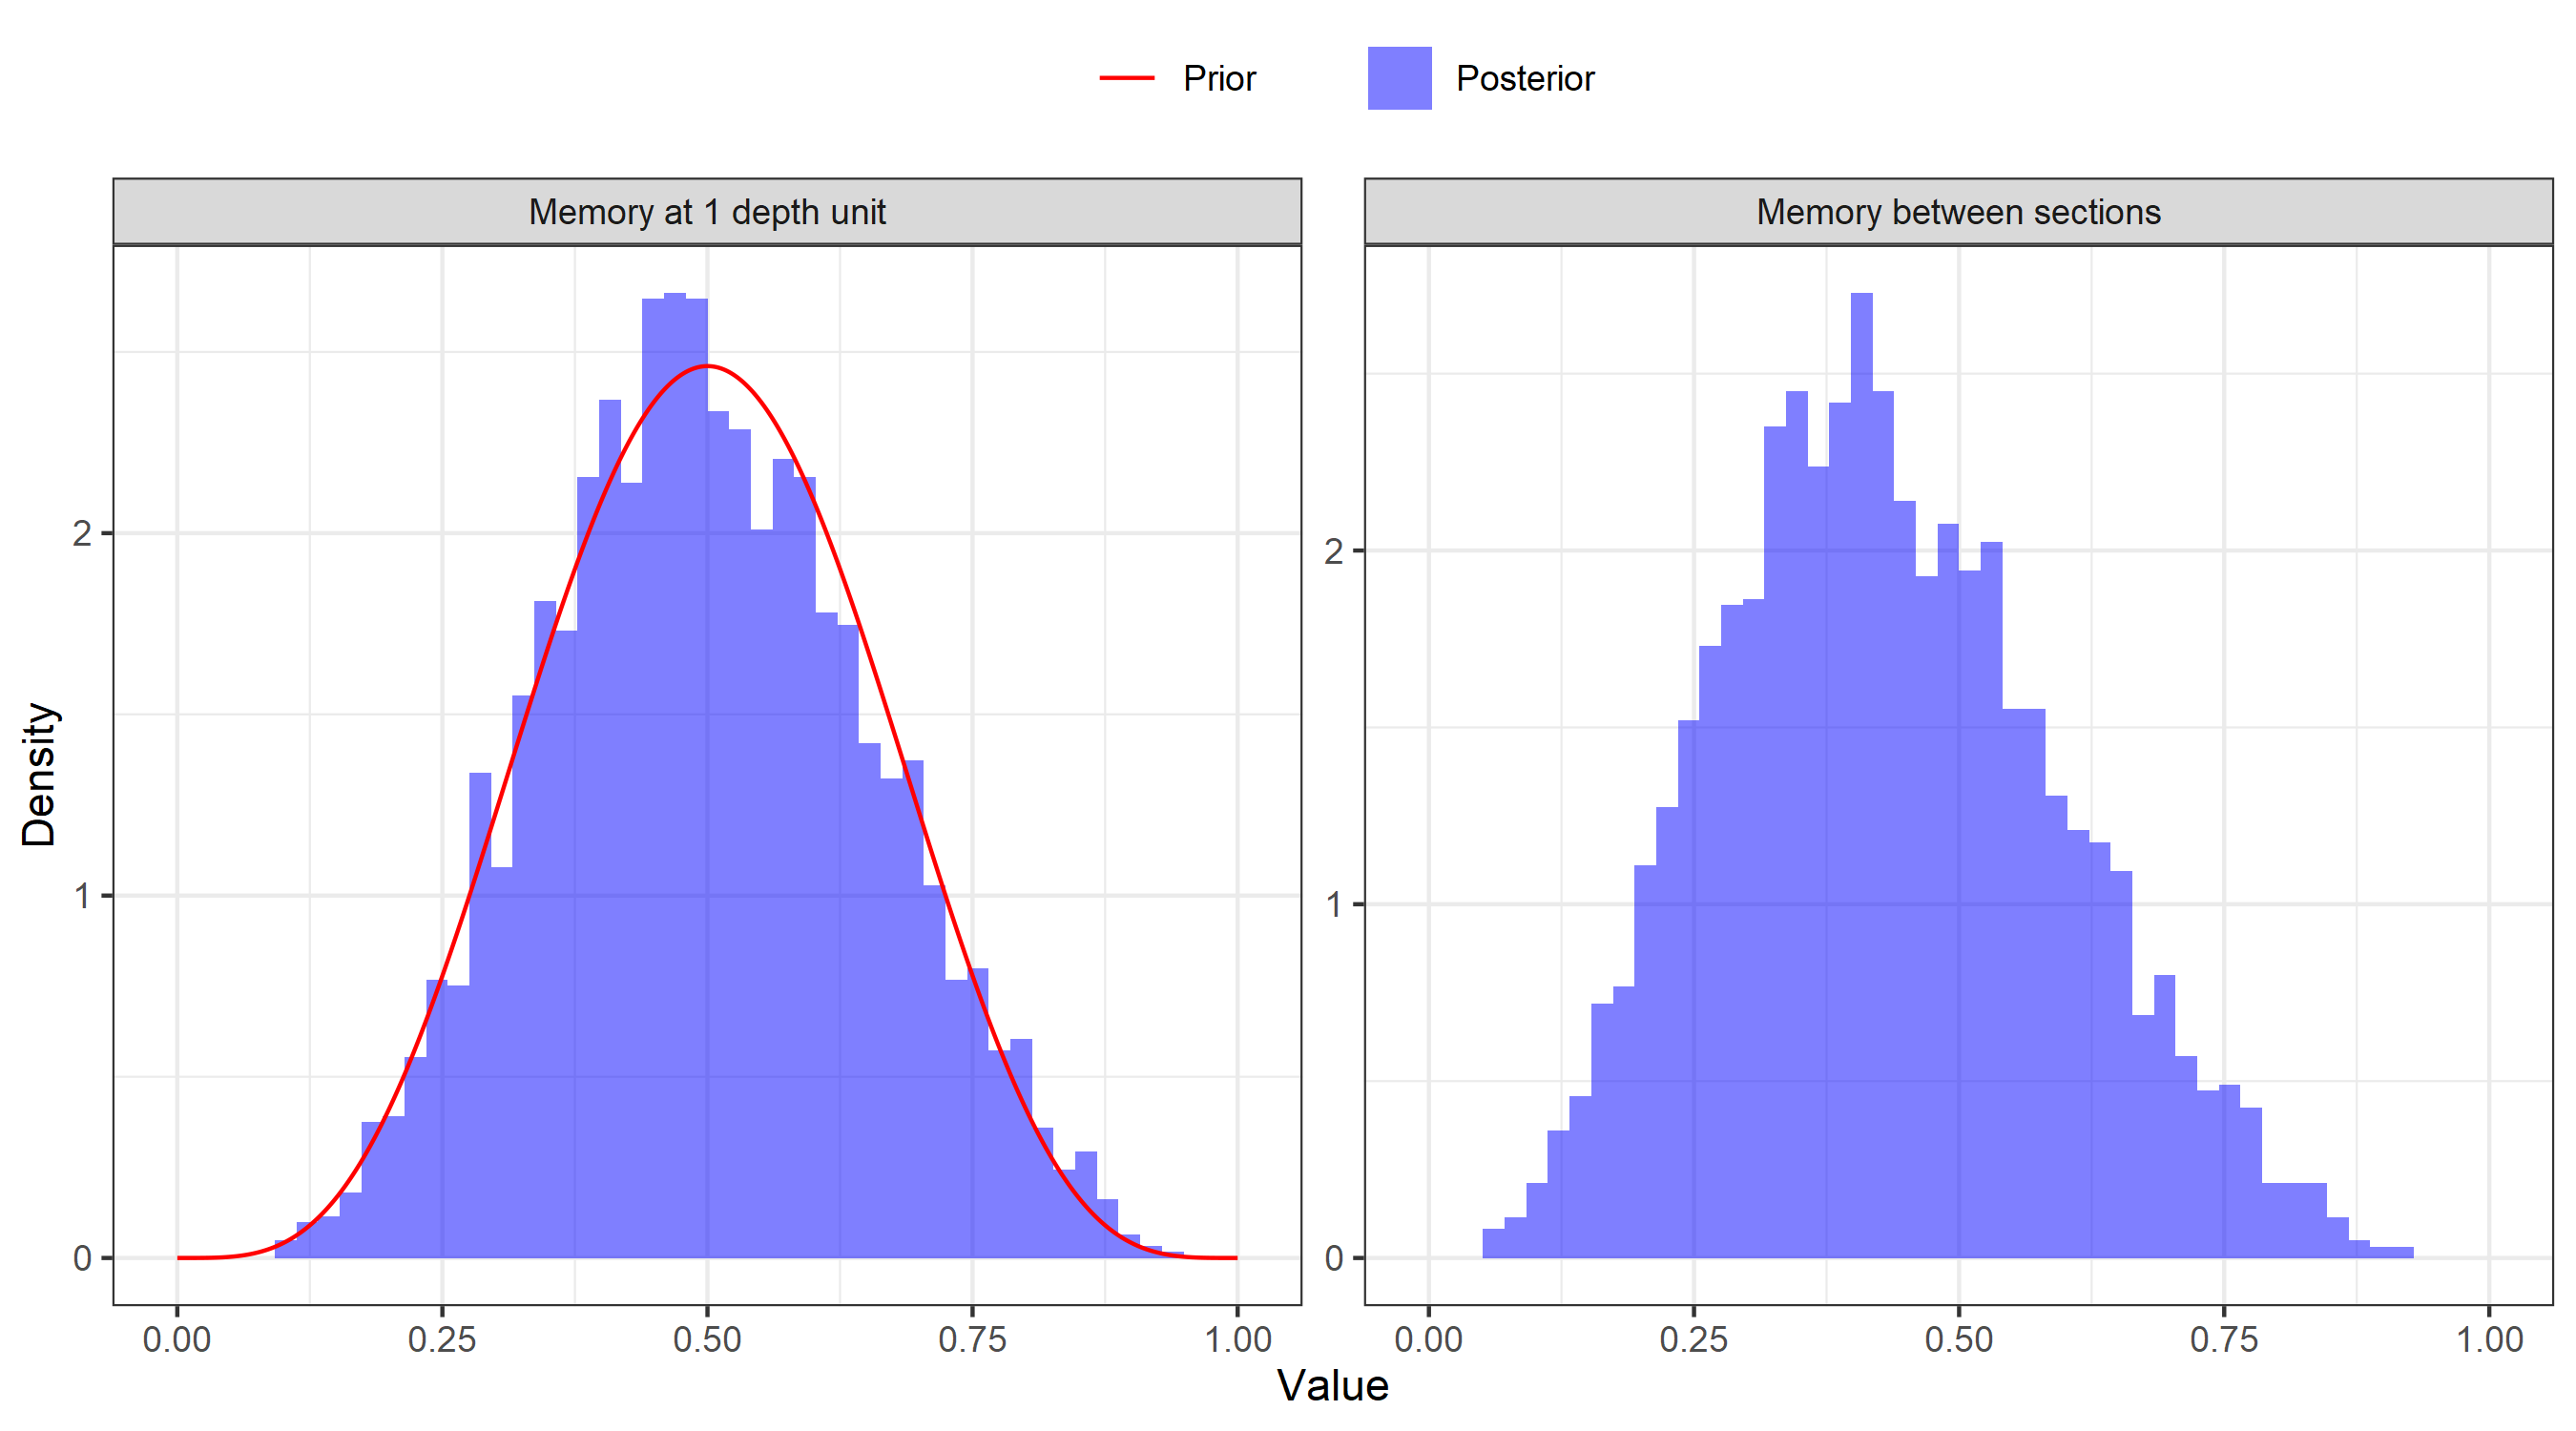 Prior Posterior
Memory at 1 depth unit
Memory between sections
Density
2
1
0
2
1
0
0.00 0.25 0.50 0.75 1.00
0.00 0.25 0.50 0.75 1.00
Value